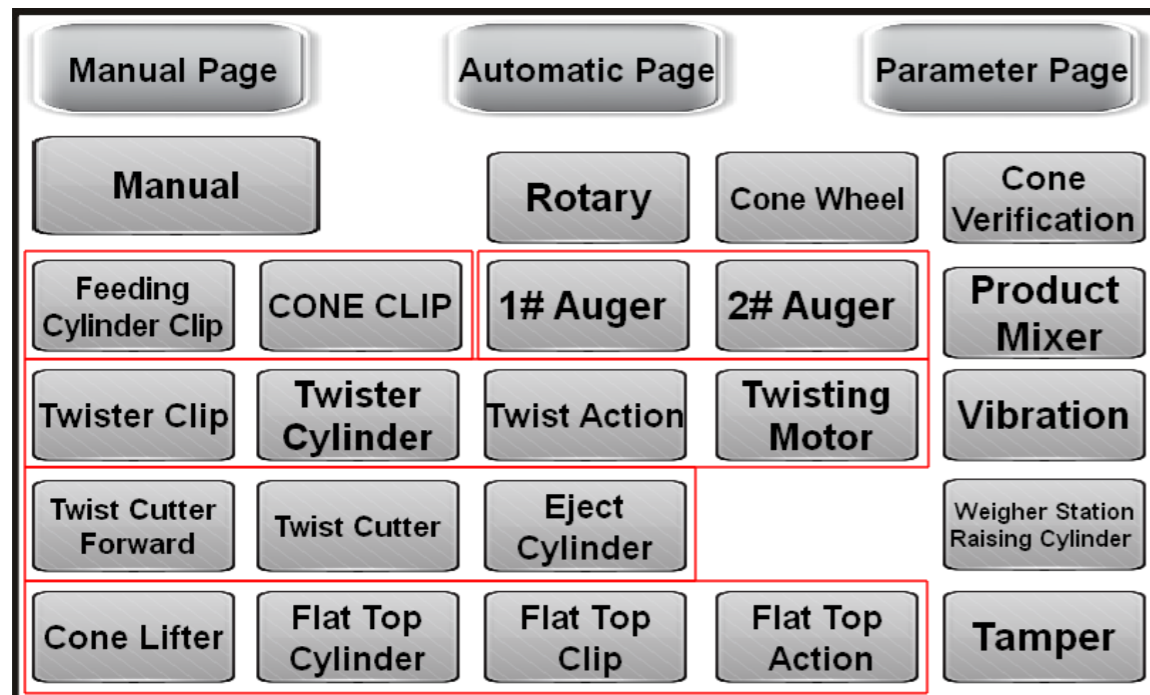 Manual Page
Automatic Page
Parameter Page
Manual
Rotary
Cone Wheel
Cone
Verification
Feeding
Cylinder Clip
CONE CLIP
1# Auger
2# Auger
Product
Mixer
Twister Clip
Twister
Cylinder
Twist Action
Twisting
Motor
Vibration
Twist Cutter
Forward
Twist Cutter
Eject
Cylinder
Weigher Station
Raising Cylinder
Cone Lifter
Flat Top
Cylinder
Flat Top
Clip
Flat Top
Action
Tamper